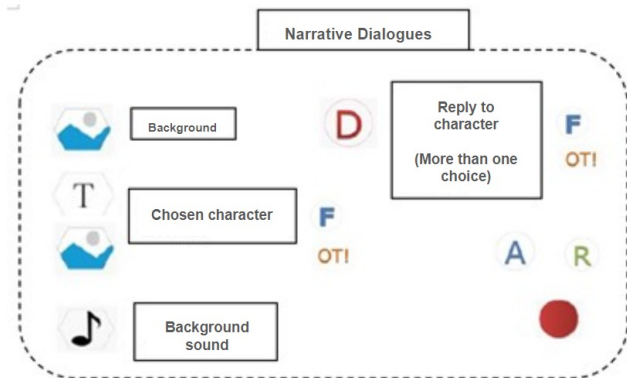 Narrative Dialogues
Background
D
Reply to
character
(More than one
choice)
F
OT!
T
Chosen character
F
OT!
A
R
Background
sound